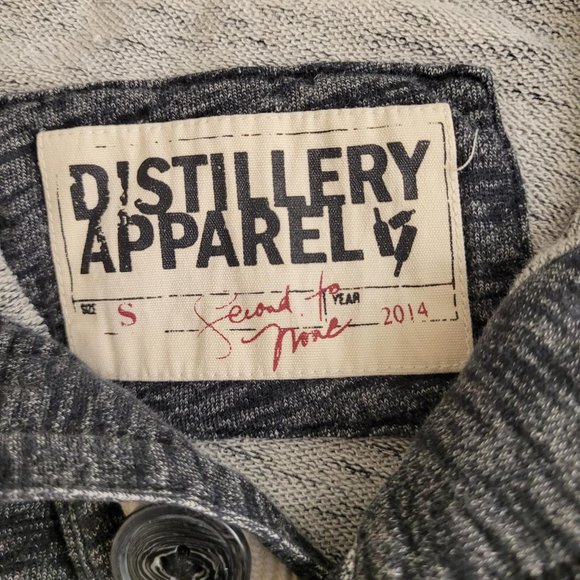 DISTILLERY
APPAREL
SIZE S Second to None YEAR 2014